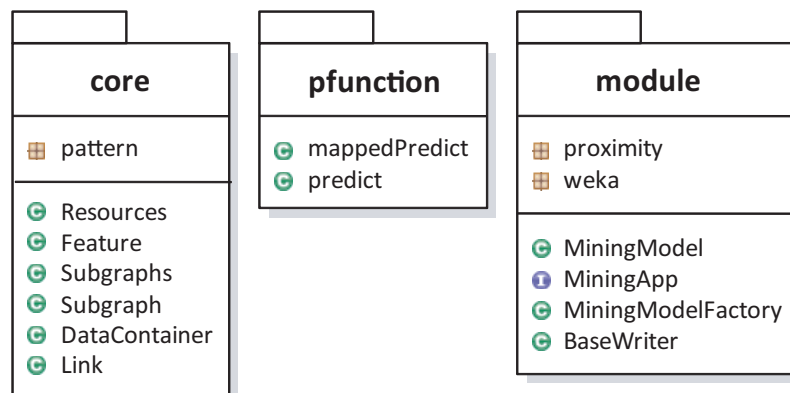 core
pattern
Resources
Feature
Subgraphs
Subgraph
DataContainer
Link
pfunction
mappedPredict
predict
module
proximity
weka
C MiningModel
I MiningApp
C MiningModelFactory
C BaseWriter